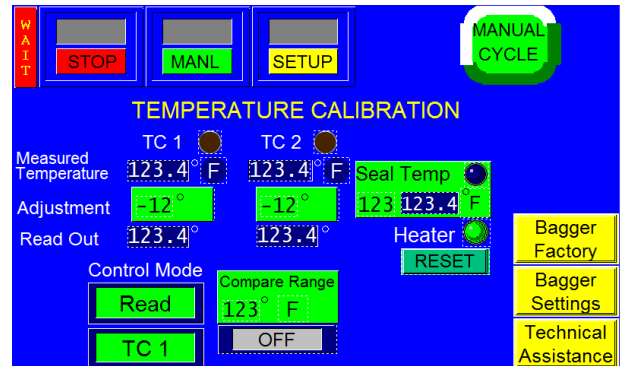 WAIT
STOP
MANL
SETUP
MANUAL
CYCLE
TEMPERATURE CALIBRATION
TC 1
TC 2
Measured
Temperature
123.4° F
123.4° F
Seal Temp
123 123.4°F
Adjustment
-12°
-12°
Read Out
123.4°
123.4°
Heater
RESET
Control Mode
Read
TC 1
Compare Range
123° F
OFF
Bagger
Factory
Bagger
Settings
Technical
Assistance